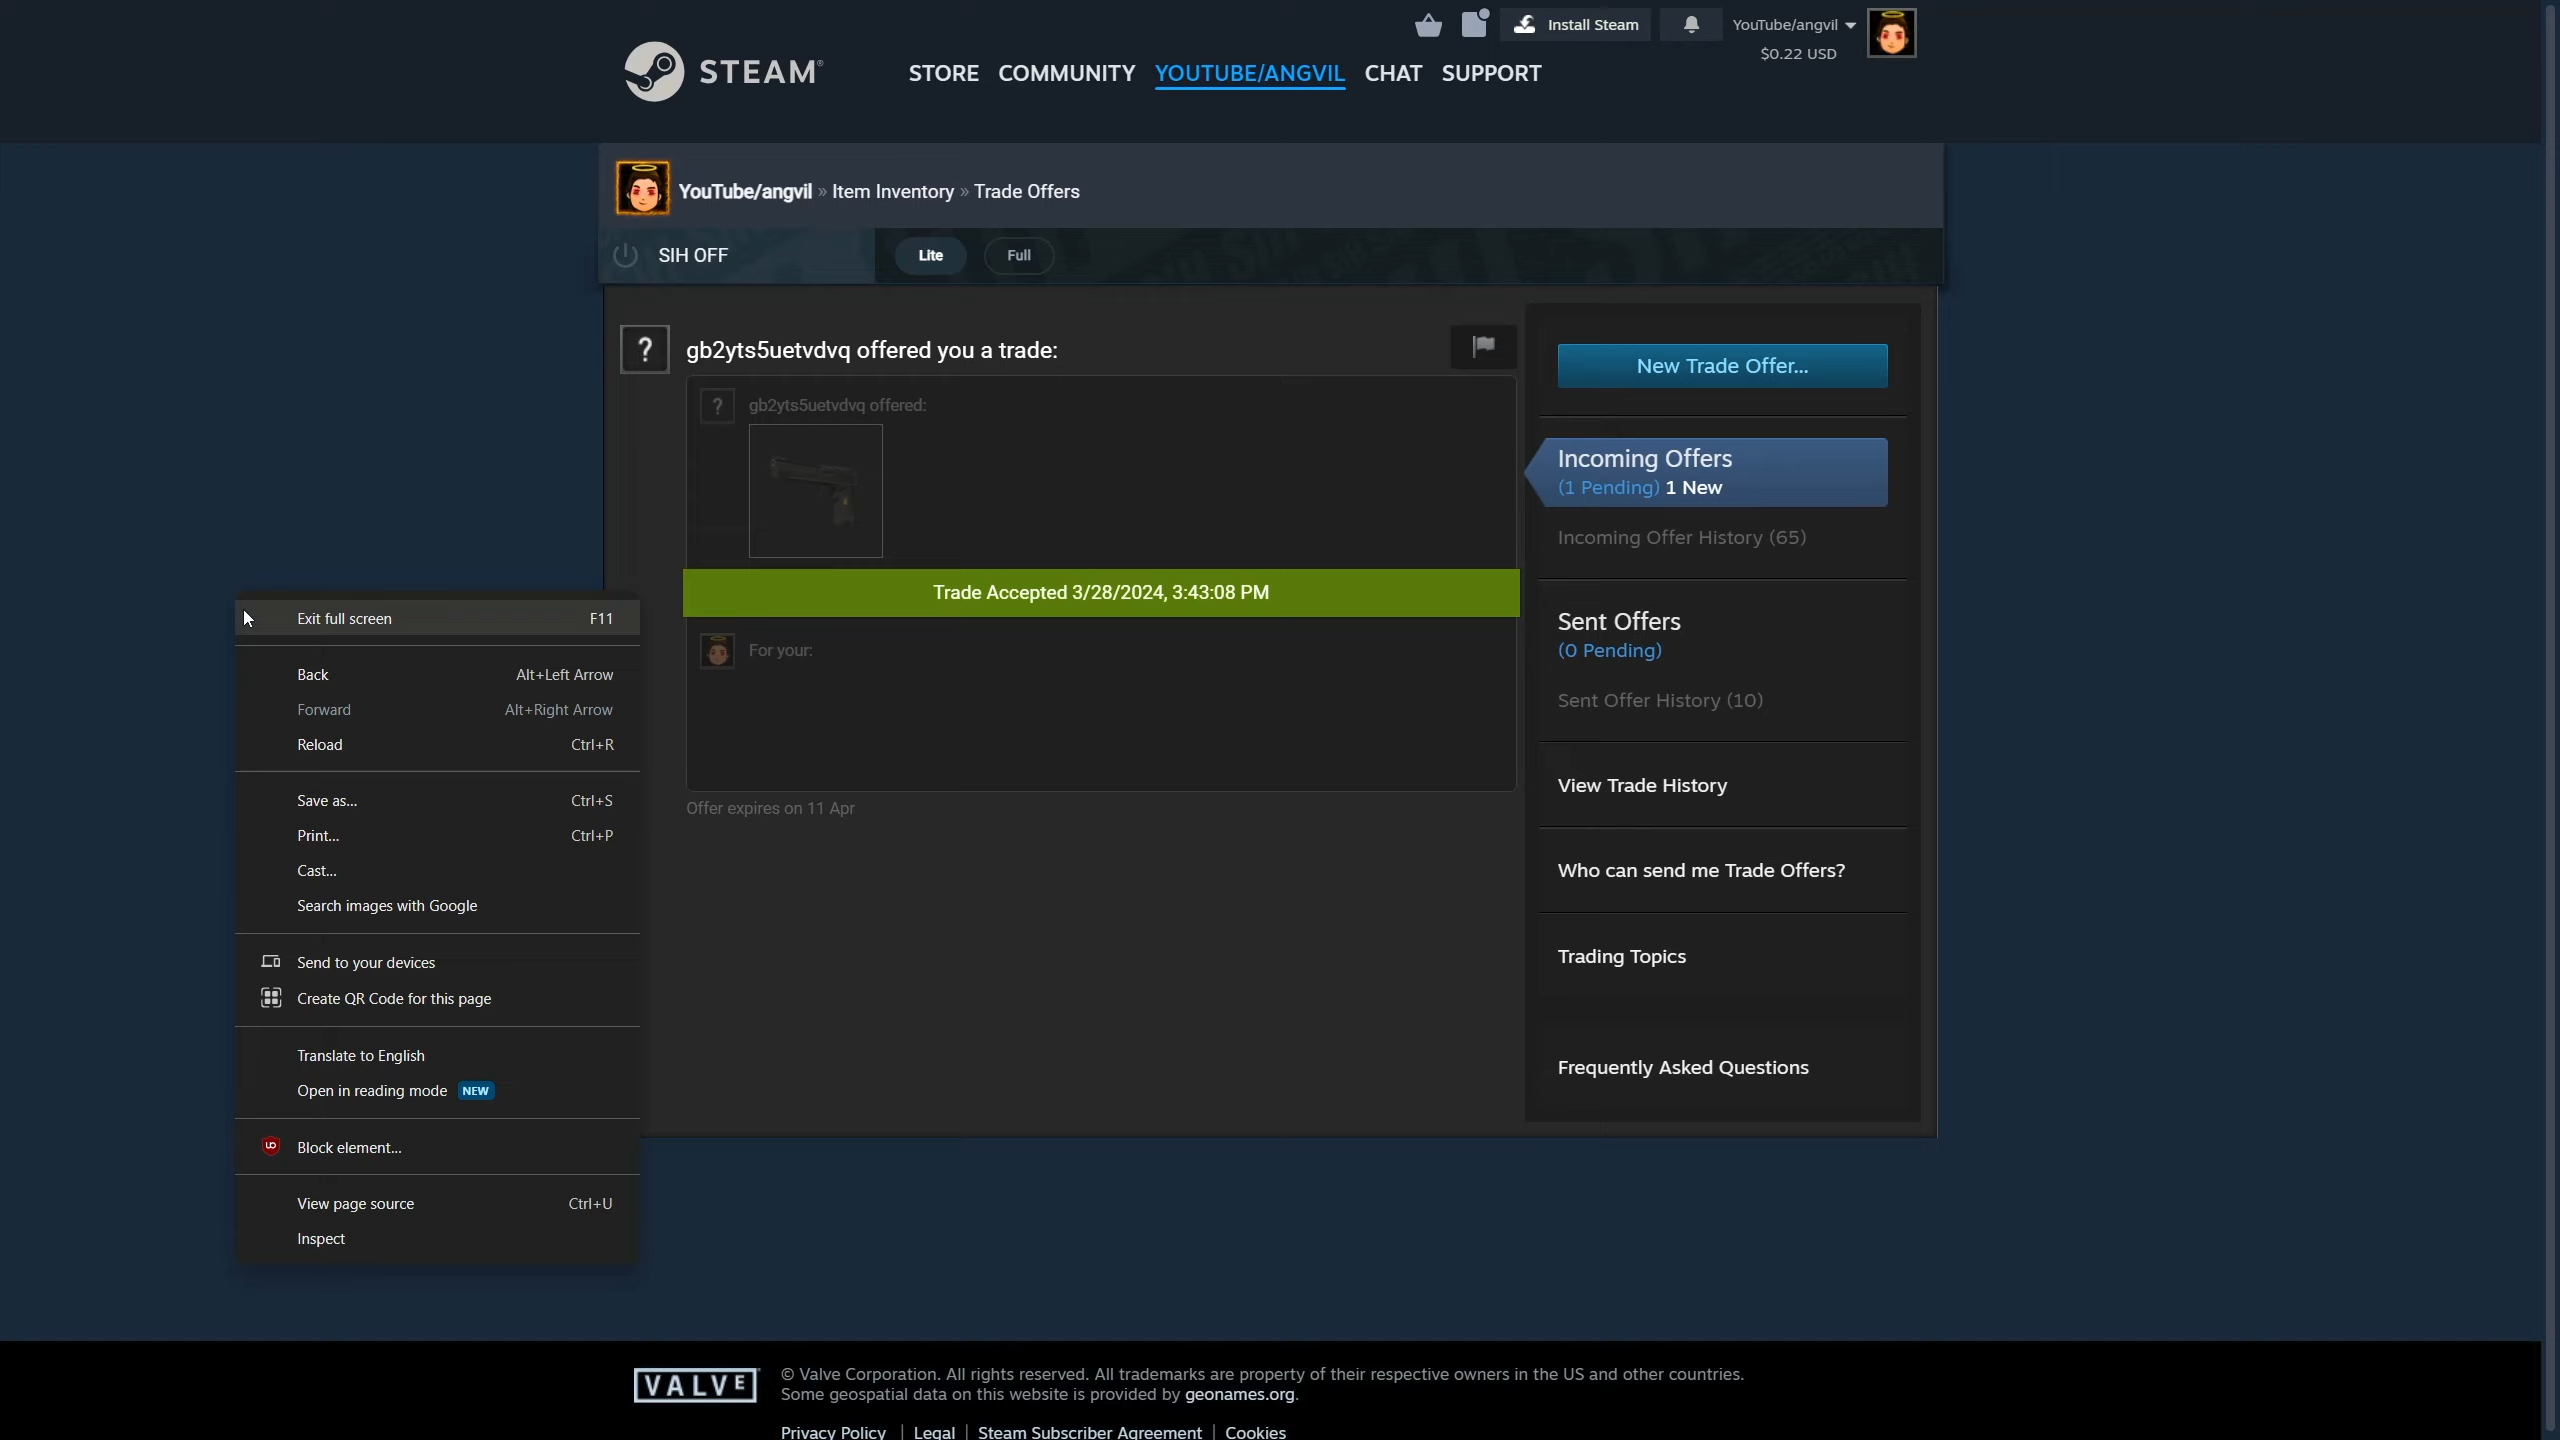 Install Steam
YouTube/angvil
$0.22 USD
STEAM®
STORE COMMUNITY YOUTUBE/ANGVIL CHAT SUPPORT
YouTube/angvil » Item Inventory » Trade Offers
SIH OFF
Lite
Full
? gb2yts5uetvdvq offered you a trade:
? gb2yts5uetvdvq offered:
Trade Accepted 3/28/2024, 3:43:08 PM
For your:
Offer expires on 11 Apr
New Trade Offer...
Incoming Offers
(1 Pending) 1 New
Incoming Offer History (65)
Sent Offers
(0 Pending)
Sent Offer History (10)
View Trade History
Who can send me Trade Offers?
Trading Topics
Frequently Asked Questions
Exit full screen F11
Back Alt+Left Arrow
Forward Alt+Right Arrow
Reload Ctrl+R
Save as... Ctrl+S
Print... Ctrl+P
Cast...
Search images with Google
Send to your devices
Create QR Code for this page
Translate to English
Open in reading mode NEW
Block element...
View page source Ctrl+U
Inspect
VALVE
© Valve Corporation. All rights reserved. All trademarks are property of their respective owners in the US and other countries.
Some geospatial data on this website is provided by geonames.org.
Privacy Policy | Legal | Steam Subscriber Agreement | Cookies